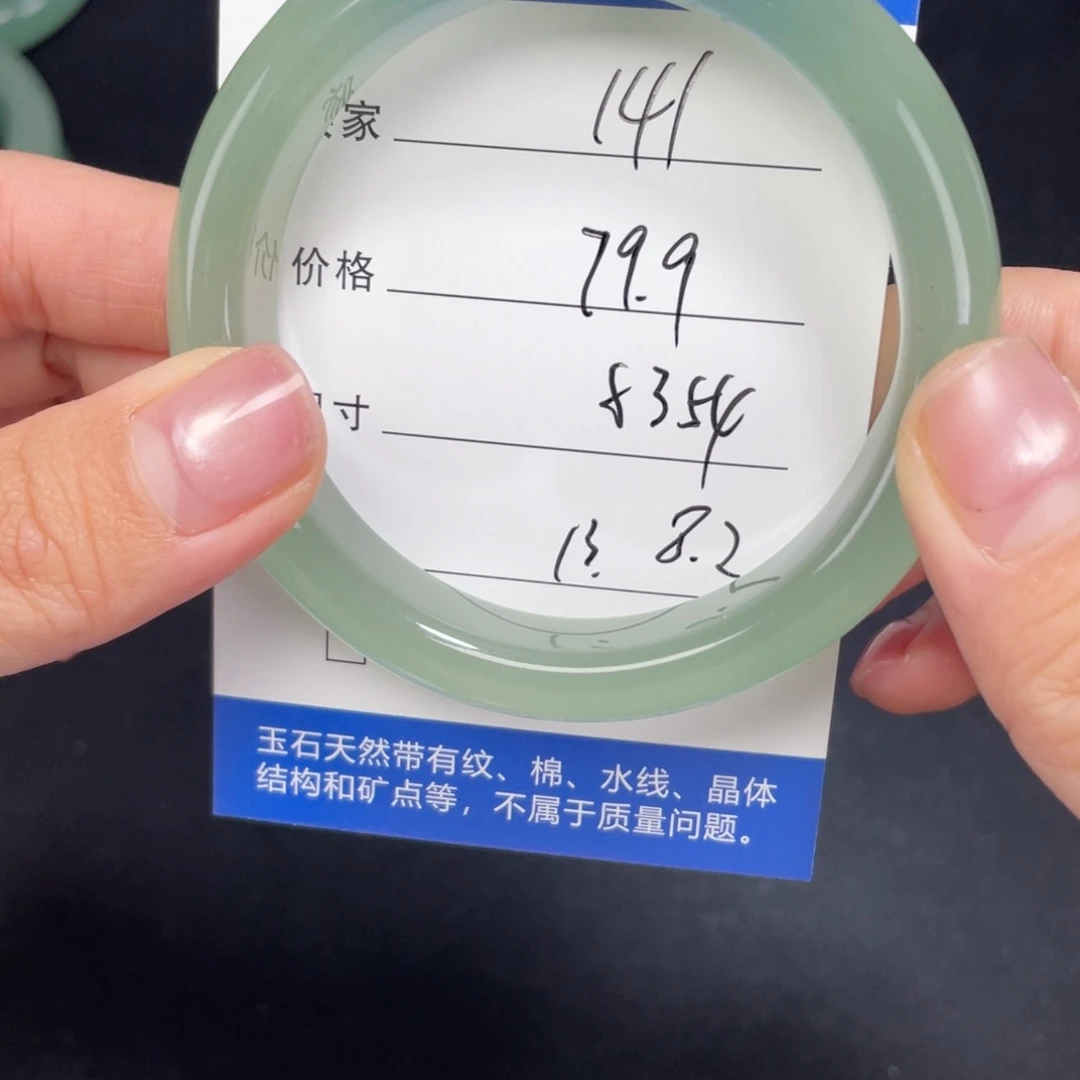 家 141
价格 79.9
寸 8354
13. 8.2
玉石天然带有纹、棉、水线、晶体
结构和矿点等，不属于质量问题。